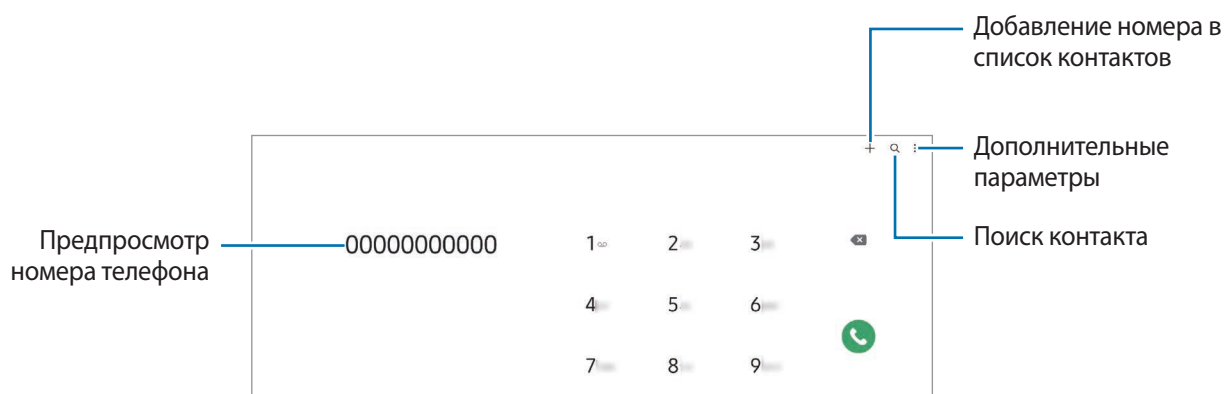 Добавление номера в
список контактов
Дополнительные
параметры
Предпросмотр
номера телефона
00000000000
1 2 3
Поиск контакта
4 5 6
7 8 9